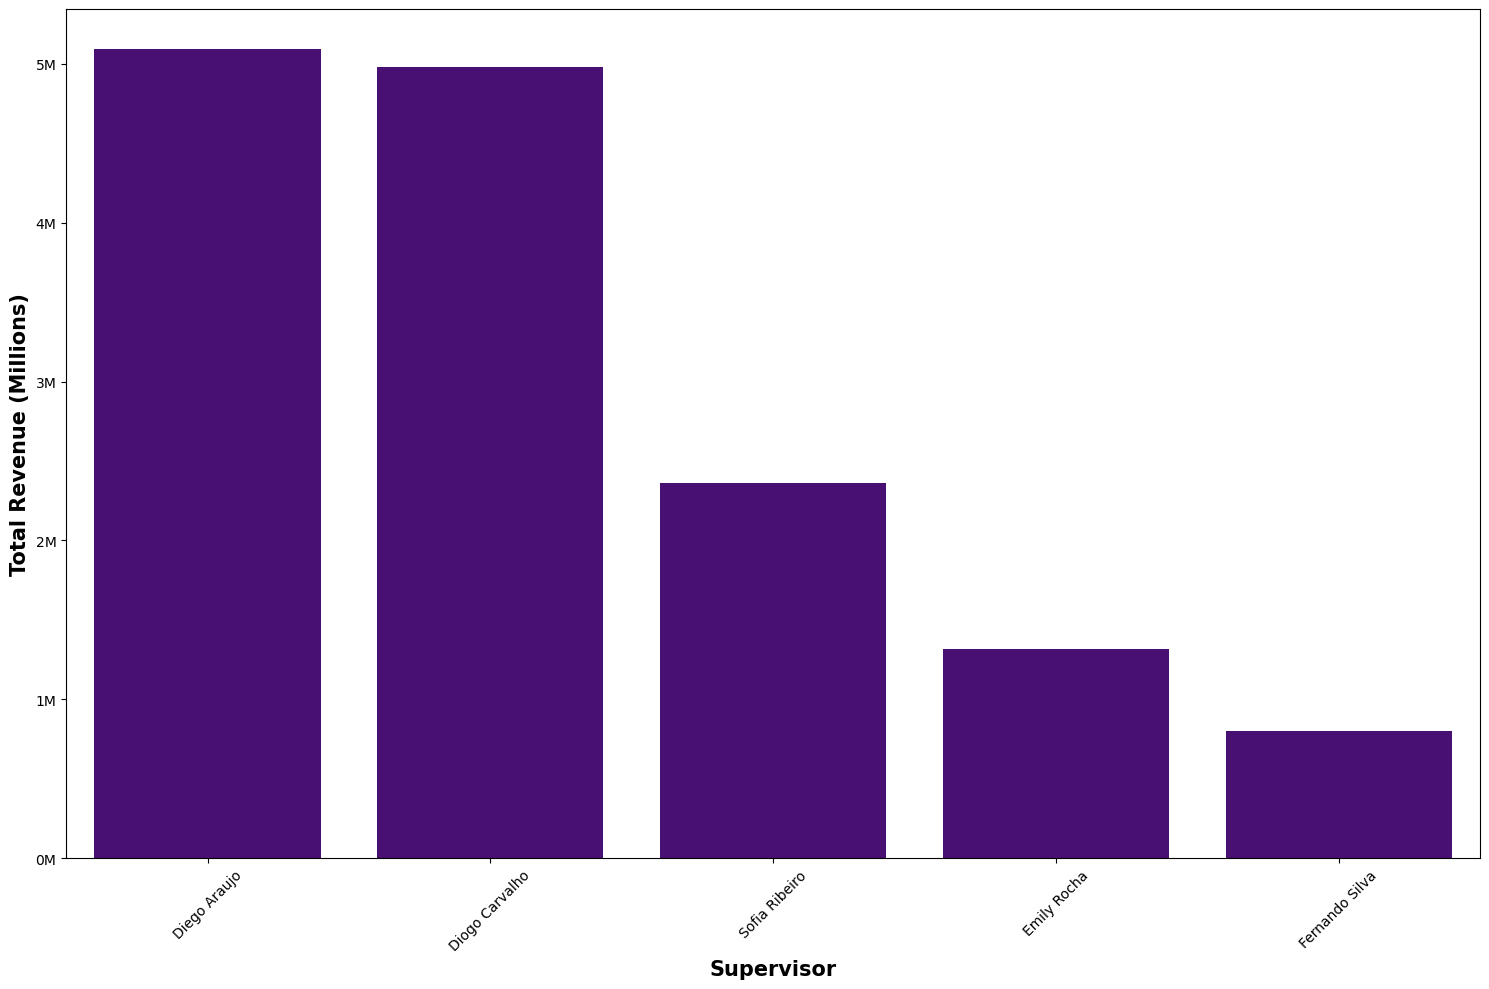 Total Revenue (Millions)
5M
4M
3M
2M
1M
0M
Diego Araujo
Diogo Carvalho
Sofia Ribeiro
Emily Rocha
Fernando Silva
Supervisor